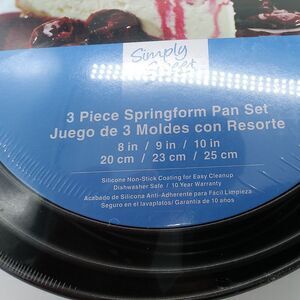 Simply
Sweet
3 Piece Springform Pan Set
Juego de 3 Moldes con Resorte
8 in / 9 in / 10 in
20 cm / 23 cm / 25 cm
Silicone Non-Stick Coating for Easy Cleanup
Dishwasher Safe / 10 Year Warranty
Acabado de Silicona Anti-Adherente para Fácil Limpieza
Seguro en el lavaplatos/ Garantía de 10 años